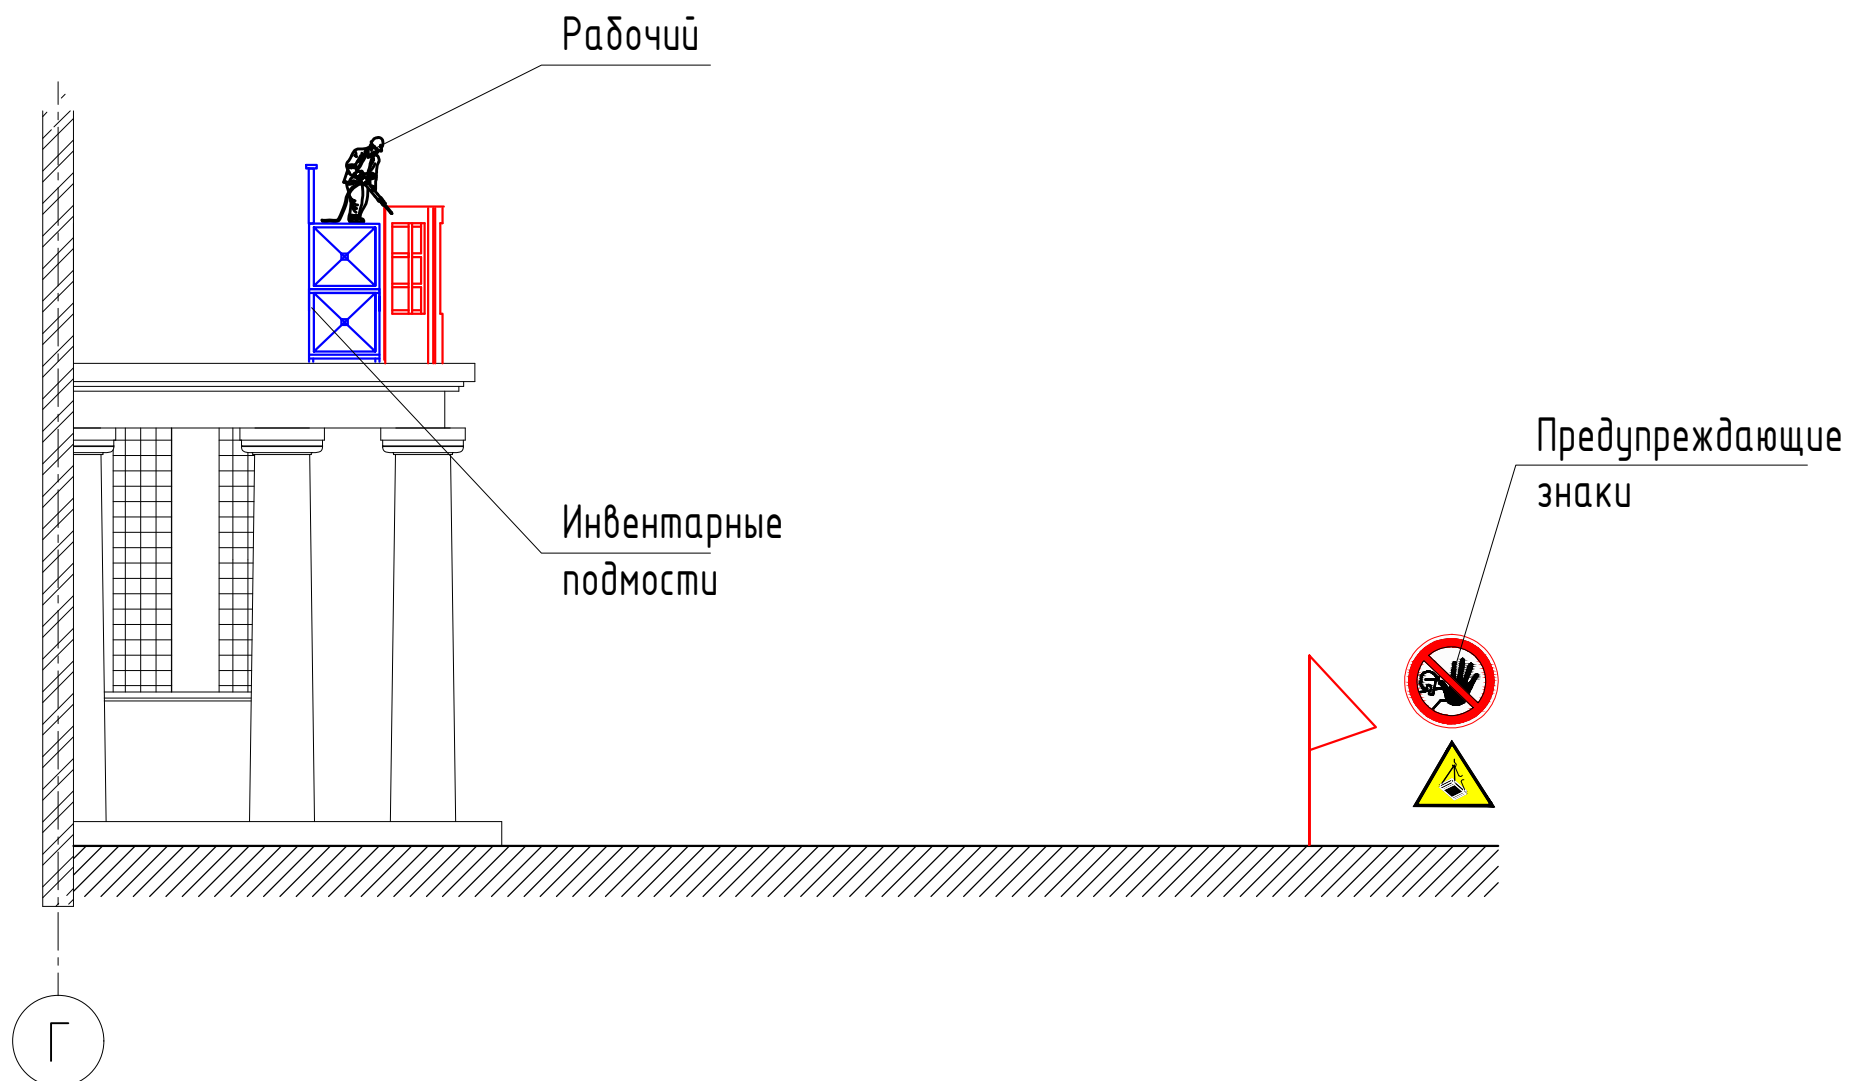 Рабочий
Предупреждающие
знаки
Инвентарные
подмости
Г